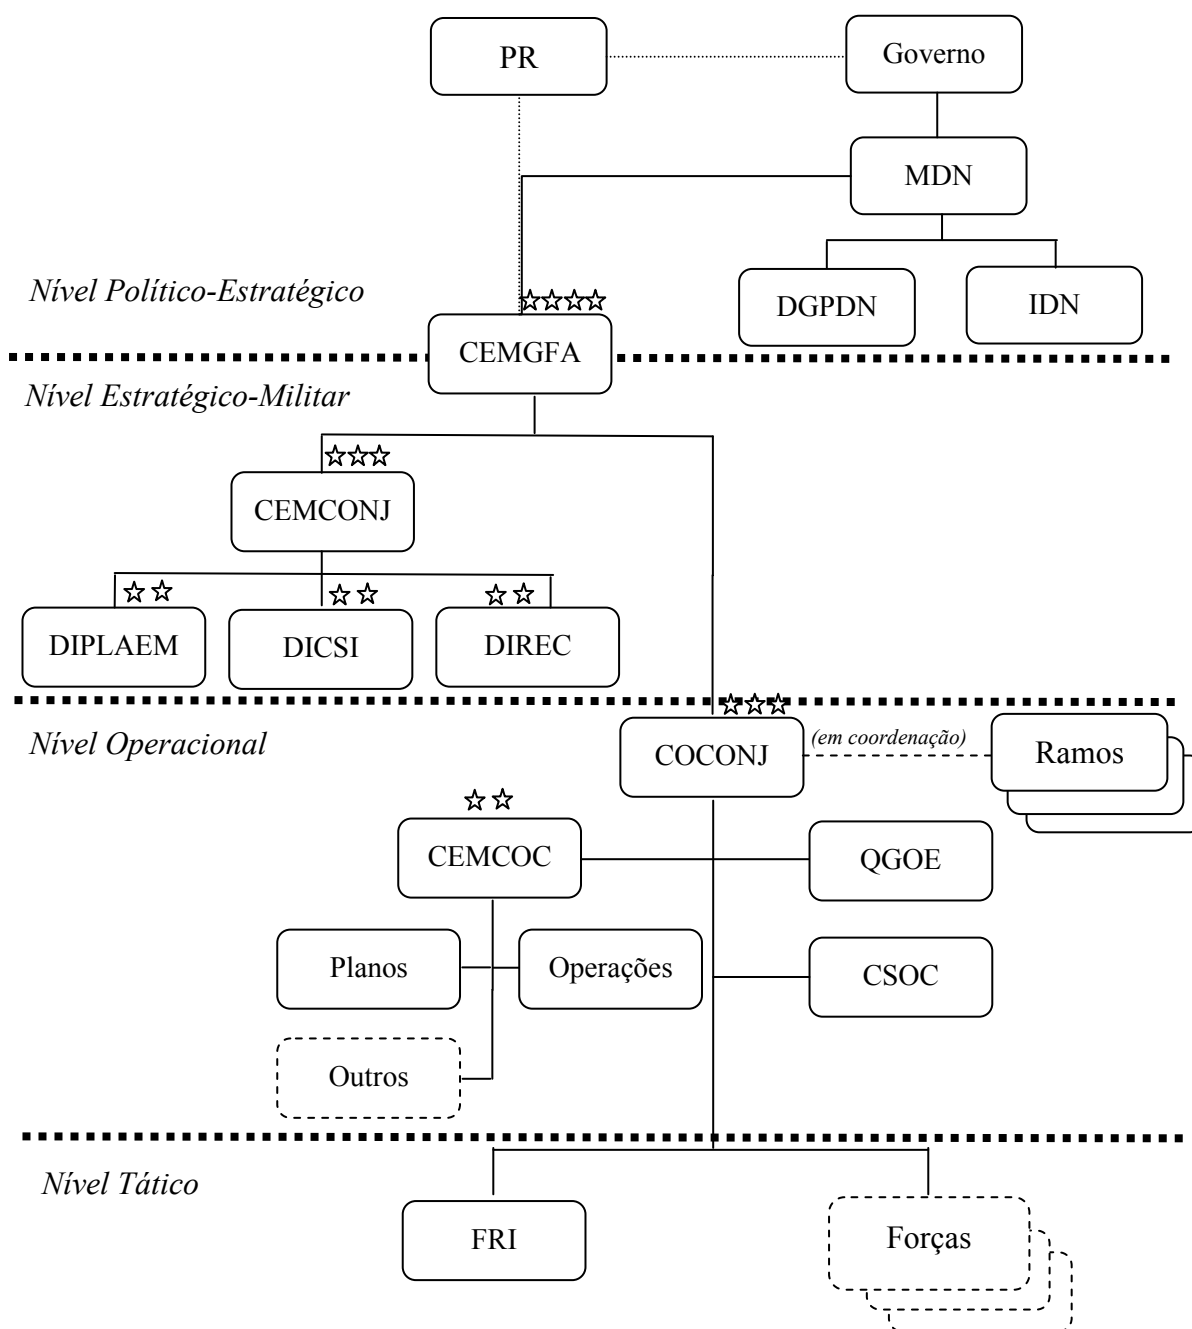 PR
Governo
MDN
Nível Político-Estratégico
DGPDN
IDN
CEMGFA
Nível Estratégico-Militar
CEMCONJ
DIPLAEM
DICSI
DIREC
Nível Operacional
COCONJ
(em coordenação)
Ramos
CEMCOC
QGOE
Planos
Operações
CSOC
Outros
Nível Tático
FRI
Forças